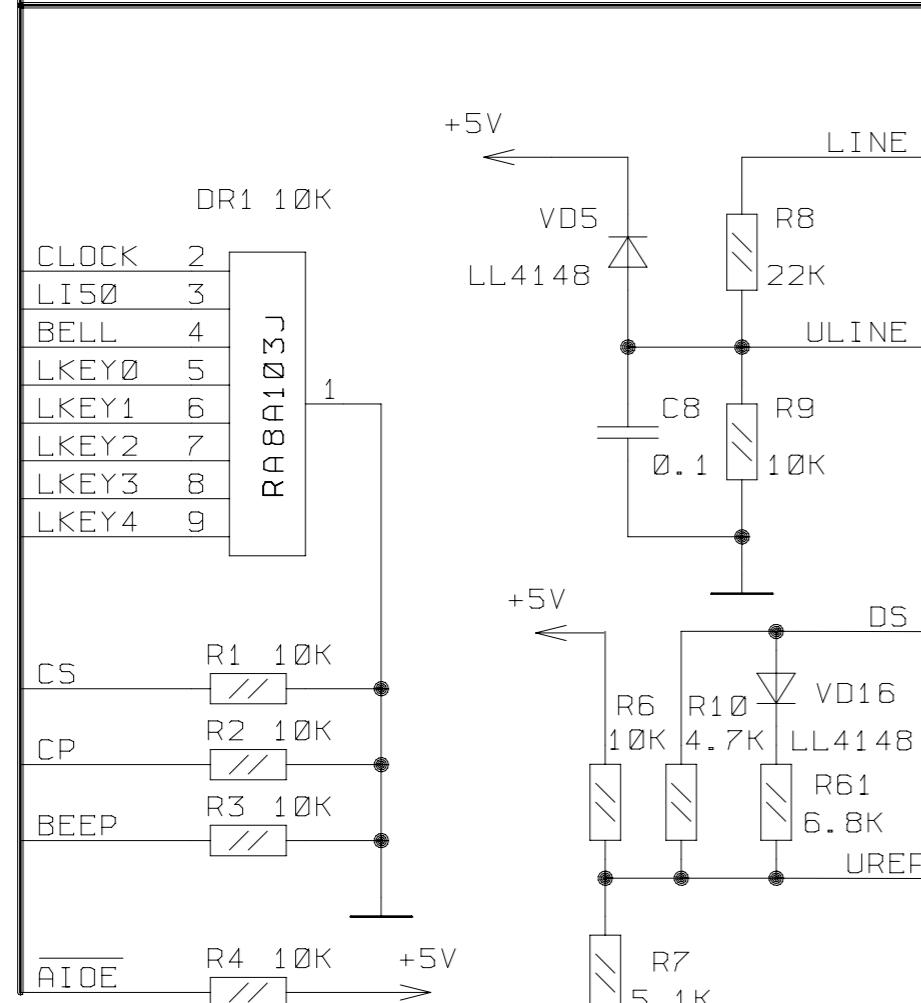 +5V
LINE
DR1 10K
VD5
R8
CLOCK 2
LL4148
22K
LI50 3
BELL 4
ULINE
LKEY0 5
RA8A103J
1
LKEY1 6
C8
R9
LKEY2 7
0.1
10K
LKEY3 8
LKEY4 9
+5V
DS
R1 10K
CS
VD16
R6
R10
R2 10K
CP
10K
4.7K
LL4148
R61
R3 10K
BEEP
6.8K
UREF
R4 10K
+5V
R7
AIOE
5.1K